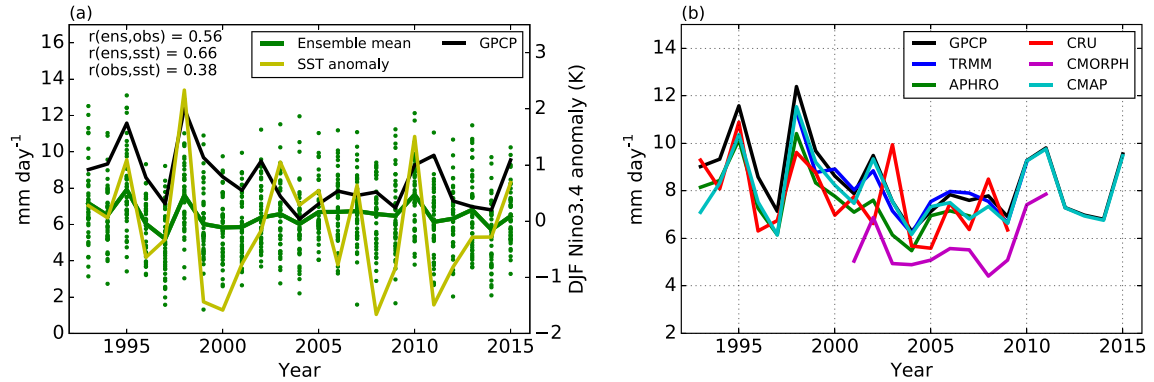 (a)
r(ens,obs) = 0.56
r(ens,sst) = 0.66
r(obs,sst) = 0.38
Ensemble mean
SST anomaly
GPCP
16
14
12
10
8
6
4
2
0
mm day-1
3
2
1
0
−1
−2
DJF Nino3.4 anomaly (K)
1995 2000 2005 2010 2015
Year
(b)
GPCP
TRMM
APHRO
CRU
CMORPH
CMAP
14
12
10
8
6
4
2
mm day-1
1995 2000 2005 2010 2015
Year